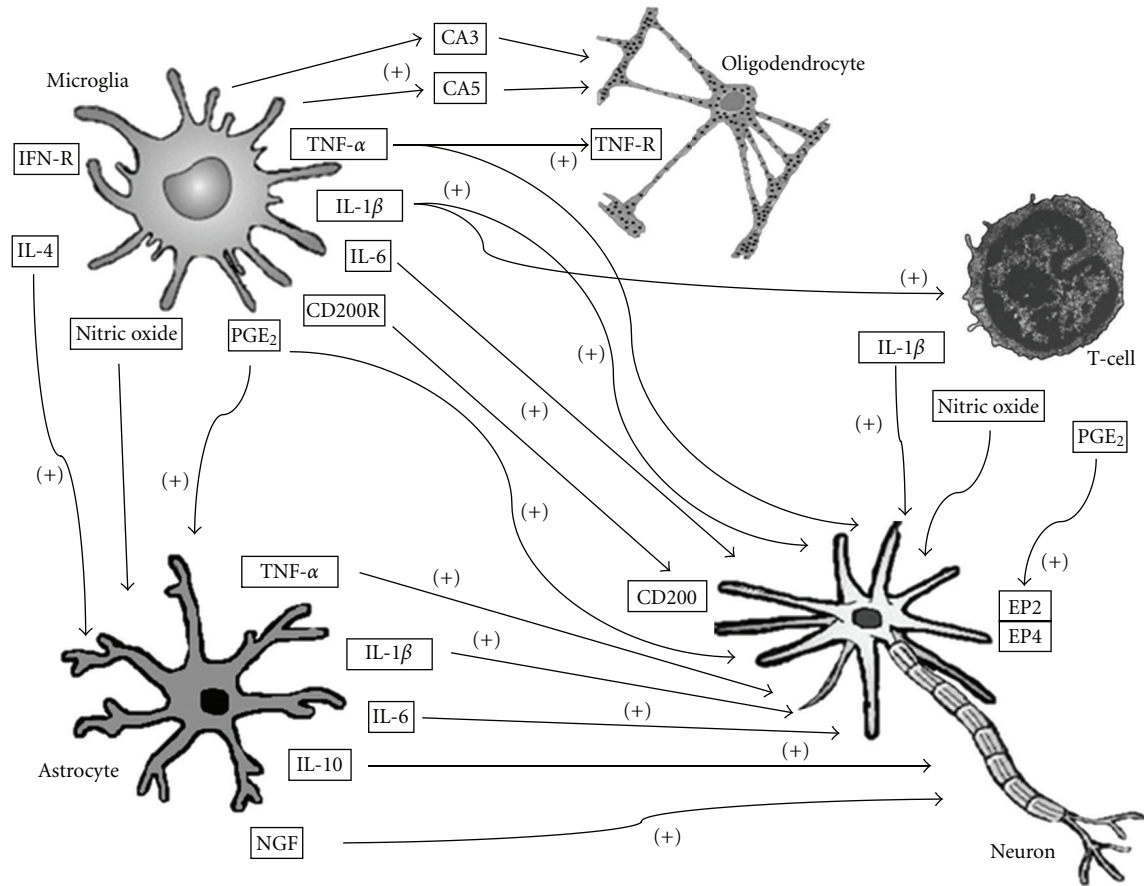 CA3
Oligodendrocyte
Microglia
(+)
CA5
TNF-α
TNF-R
(+)
IFN-R
(+)
IL-1β
IL-4
IL-6
(+)
CD200R
Nitric oxide
PGE₂
(+)
IL-1β
T-cell
Nitric oxide
(+)
(+)
PGE₂
(+)
(+)
(+)
(+)
TNF-α
(+)
CD200
EP2
EP4
IL-1β
(+)
IL-6
(+)
Astrocyte
IL-10
(+)
NGF
(+)
Neuron